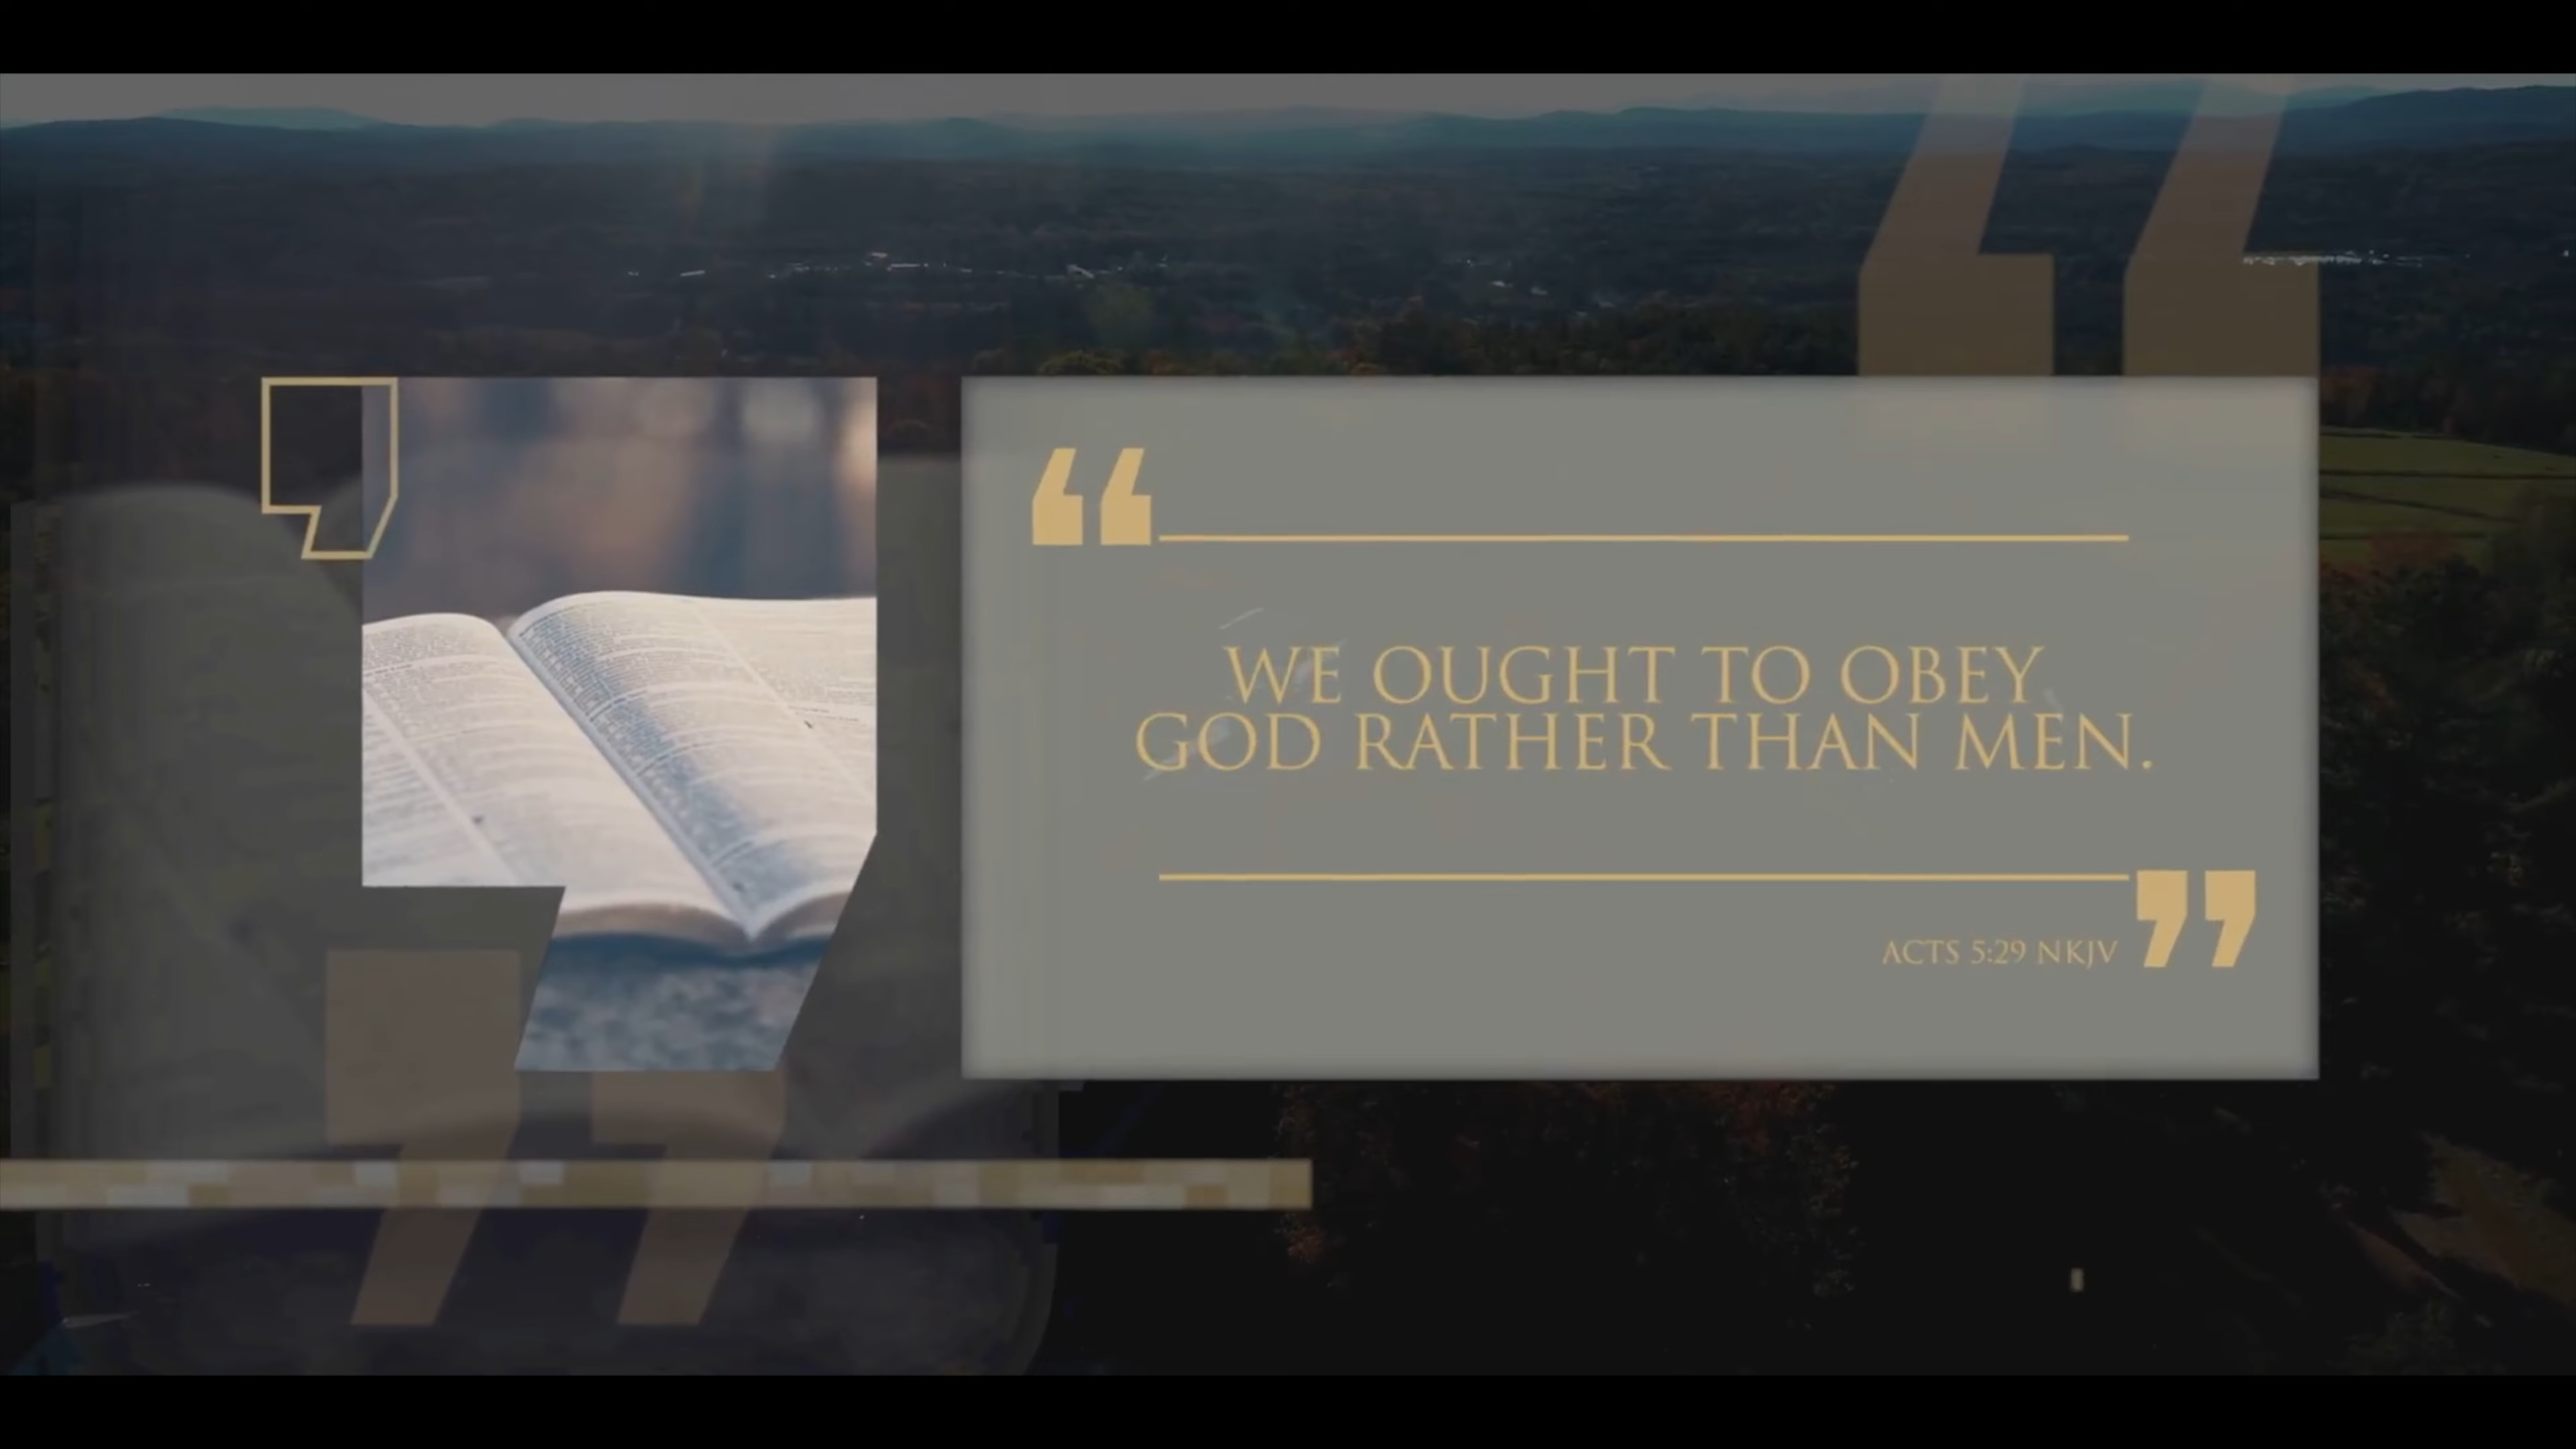 “
WE OUGHT TO OBEY
GOD RATHER THAN MEN.
”
ACTS 5:29 NKJV